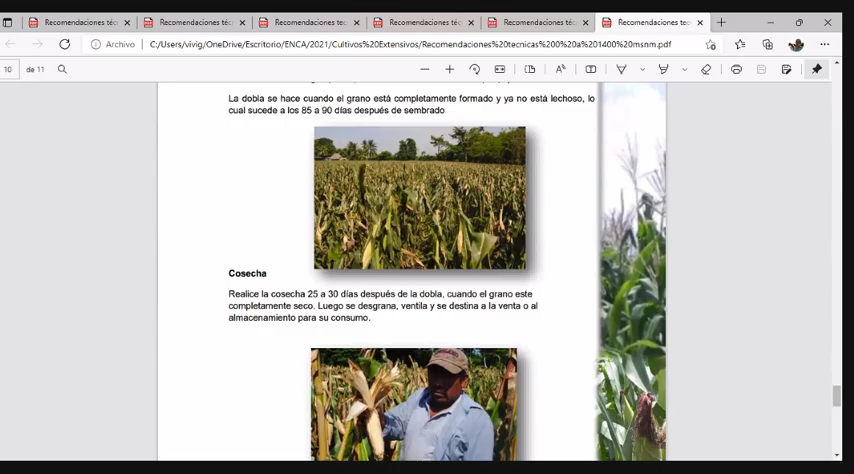 Recomendaciones téc
Recomendaciones téc
Recomendaciones tec
Recomendaciones téc
Recomendaciones téc
Recomendaciones teo
Archivo
C:/Users/vivig/OneDrive/Escritorio/ENCA/2021/Cultivos%20Extensivos/Recomendaciones%20tecnicas%200%20a%201400%20msnm.pdf
10 de 11
La dobla se hace cuando el grano está completamente formado y ya no está lechoso, lo
cual sucede a los 85 a 90 días después de sembrado
Cosecha
Realice la cosecha 25 a 30 días después de la dobla, cuando el grano este
completamente seco. Luego se desgrana, ventila y se destina a la venta o al
almacenamiento para su consumo.